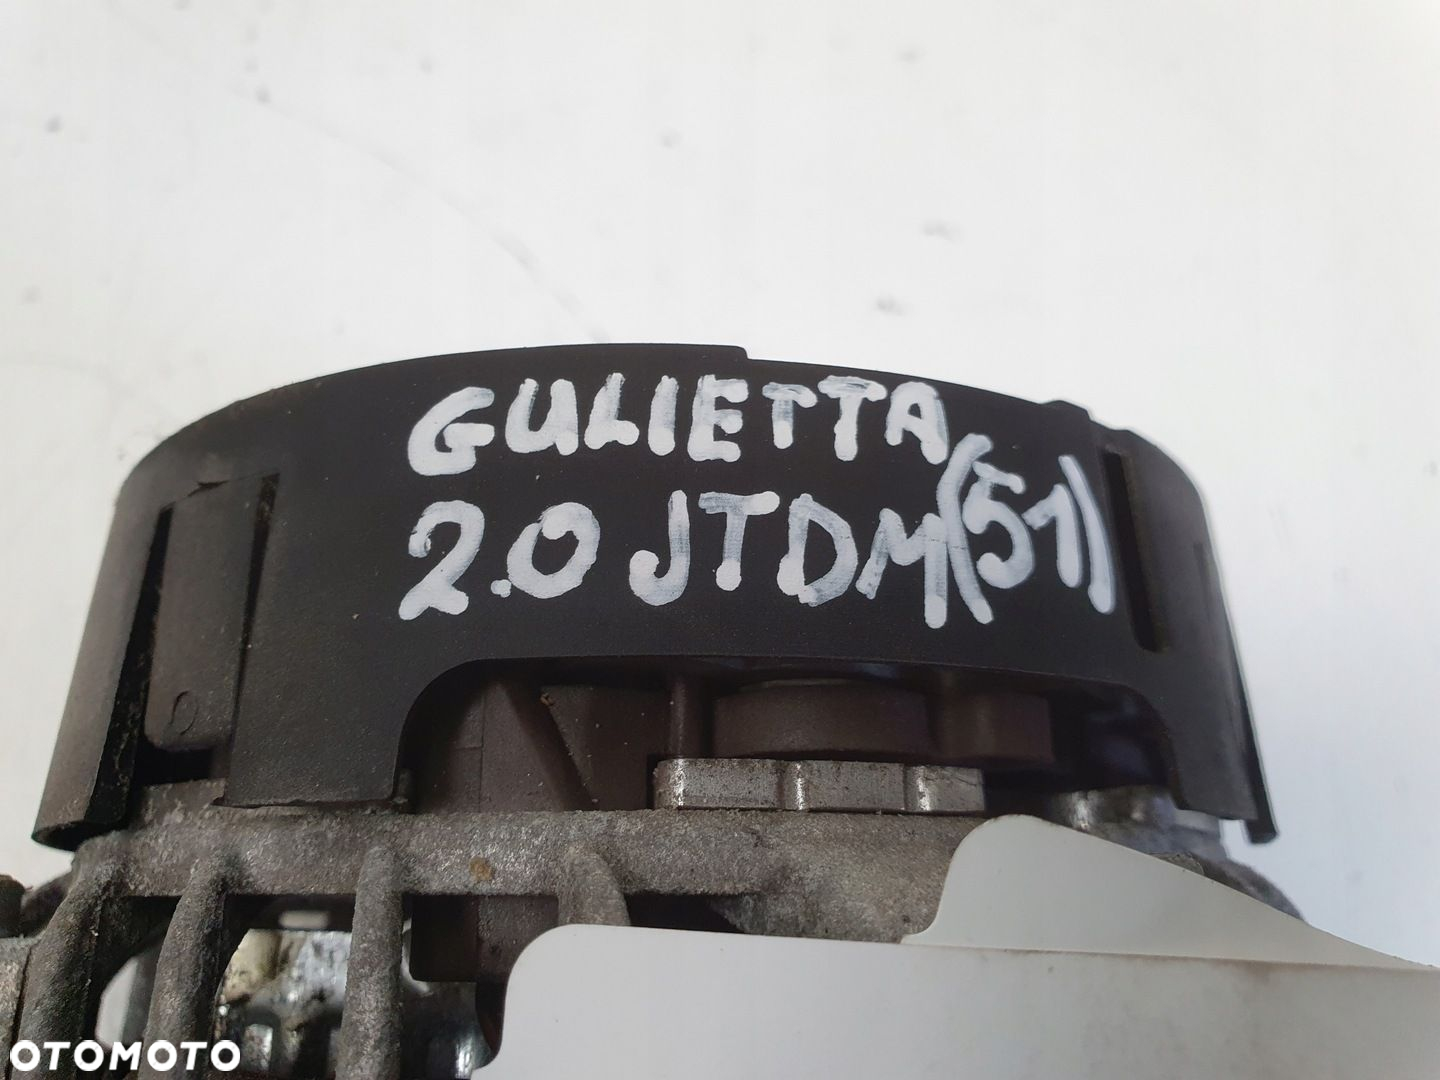 GULIETTA
2.0 JTDM (51)
OTOMOTO